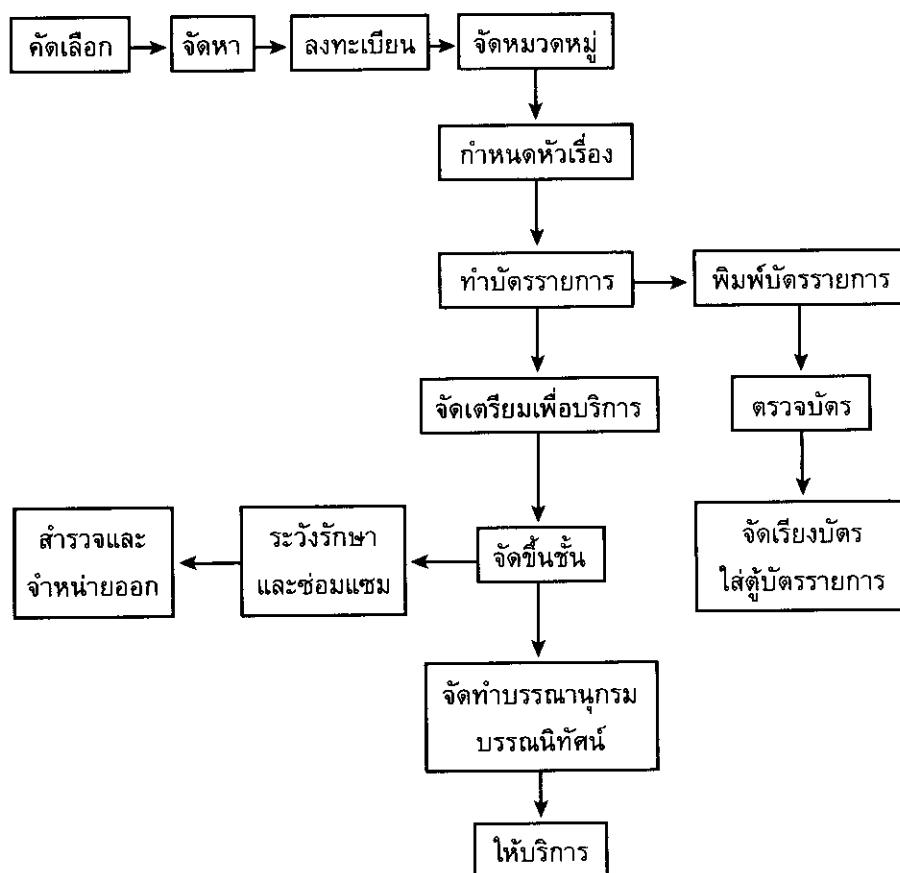 คัดเลือก
จัดหา
ลงทะเบียน
จัดหมวดหมู่
กำหนดหัวเรื่อง
ทำบัตรรายการ
พิมพ์บัตรรายการ
จัดเตรียมเพื่อบริการ
ตรวจบัตร
สำรวจและ
จำหน่ายออก
ระวังรักษา
และซ่อมแซม
จัดขึ้นชั้น
จัดเรียงบัตร
ใส่ตู้บัตรรายการ
จัดทำบรรณานุกรม
บรรณนิทัศน์
ให้บริการ